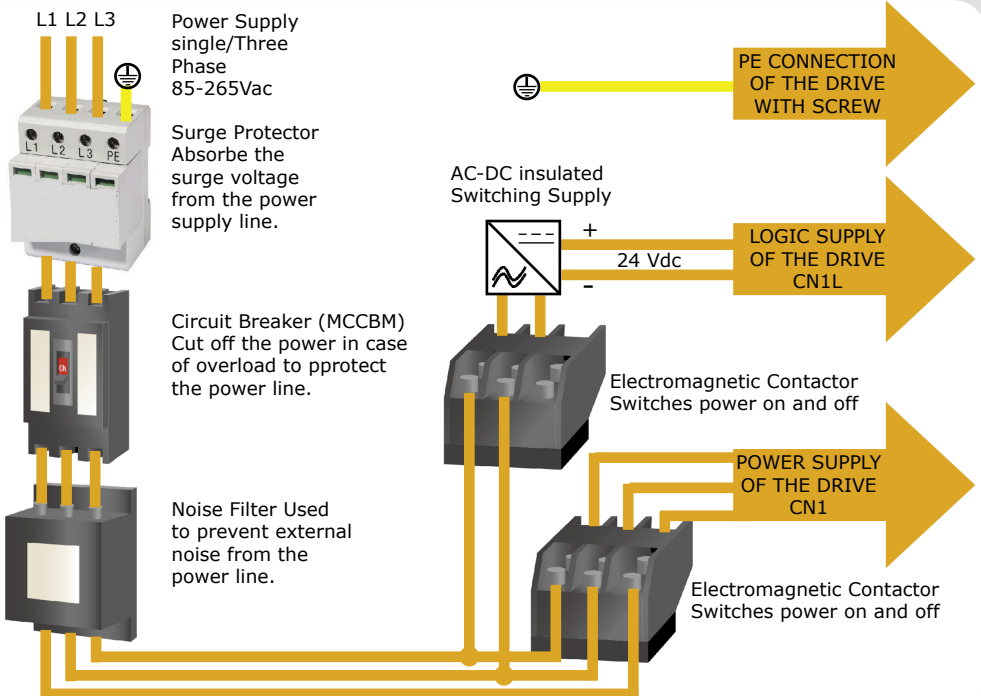 L1 L2 L3
Power Supply
single/Three
Phase
85-265Vac
L1 L2 L3 PE
Surge Protector
Absorbe the
surge voltage
from the power
supply line.
ON
Circuit Breaker (MCCBM)
Cut off the power in case
of overload to pprotect
the power line.
Noise Filter Used
to prevent external
noise from the
power line.
PE CONNECTION
OF THE DRIVE
WITH SCREW
AC-DC insulated
Switching Supply
+
24 Vdc
-
LOGIC SUPPLY
OF THE DRIVE
CN1L
Electromagnetic Contactor
Switches power on and off
POWER SUPPLY
OF THE DRIVE
CN1
Electromagnetic Contactor
Switches power on and off